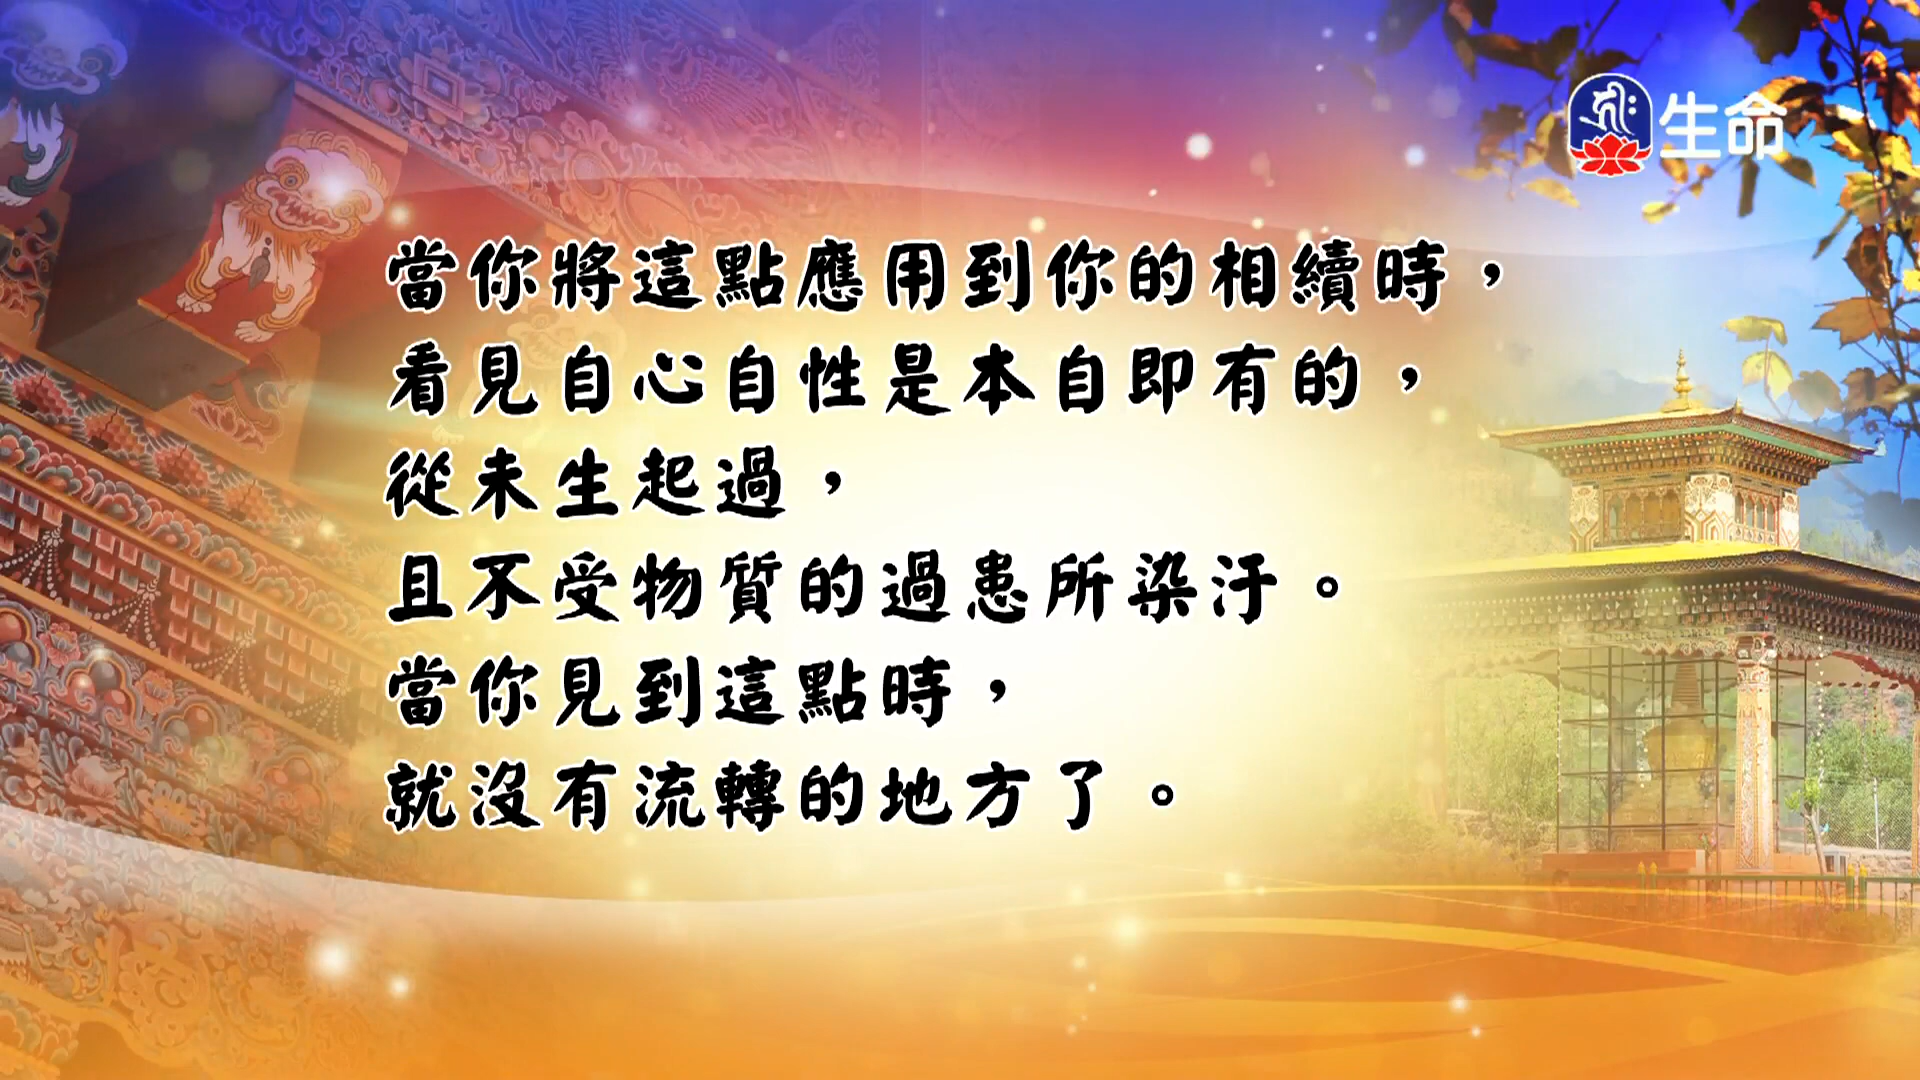 生命
當你將這點應用到你的相續時，
看見自心自性是本自即有的，
從未生起過，
且不受物質的過患所染汙。
當你見到這點時，
就沒有流轉的地方了。